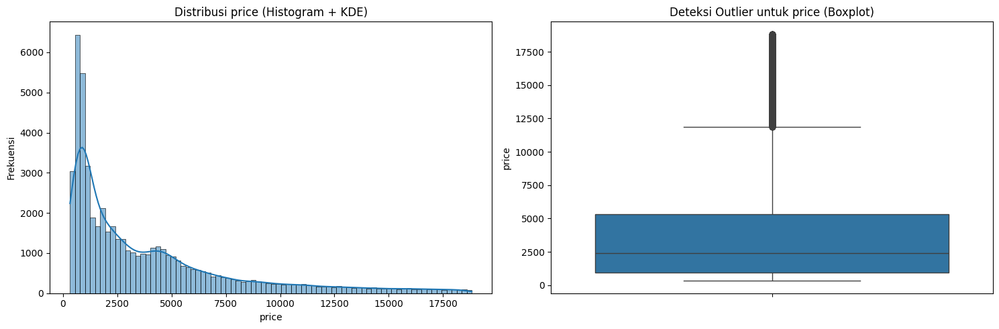 Distribusi price (Histogram + KDE)
Frekuensi
6000
5000
4000
3000
2000
1000
0
0 2500 5000 7500 10000 12500 15000 17500
price
Deteksi Outlier untuk price (Boxplot)
price
17500
15000
12500
10000
7500
5000
2500
0